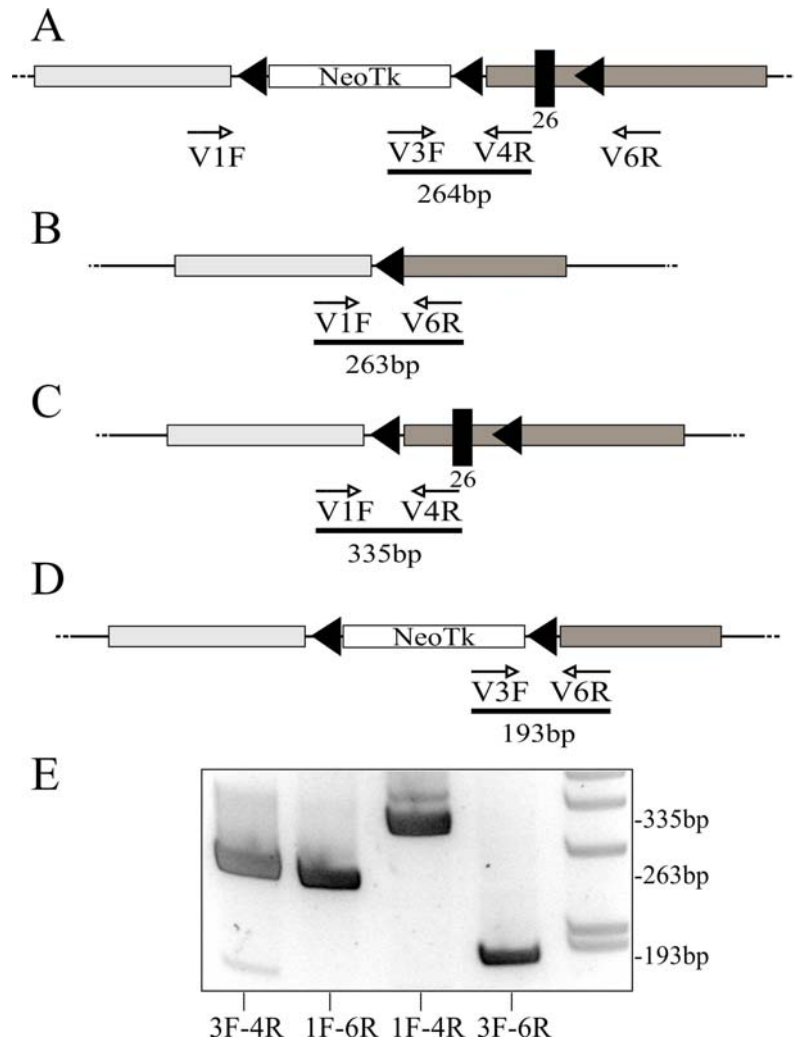 A
NeoTk
26
V1F V3F V4R V6R
264bp
B
V1F V6R
263bp
C
26
V1F V4R
335bp
D
NeoTk
V3F V6R
193bp
E
-335bp
-263bp
-193bp
3F-4R 1F-6R 1F-4R 3F-6R